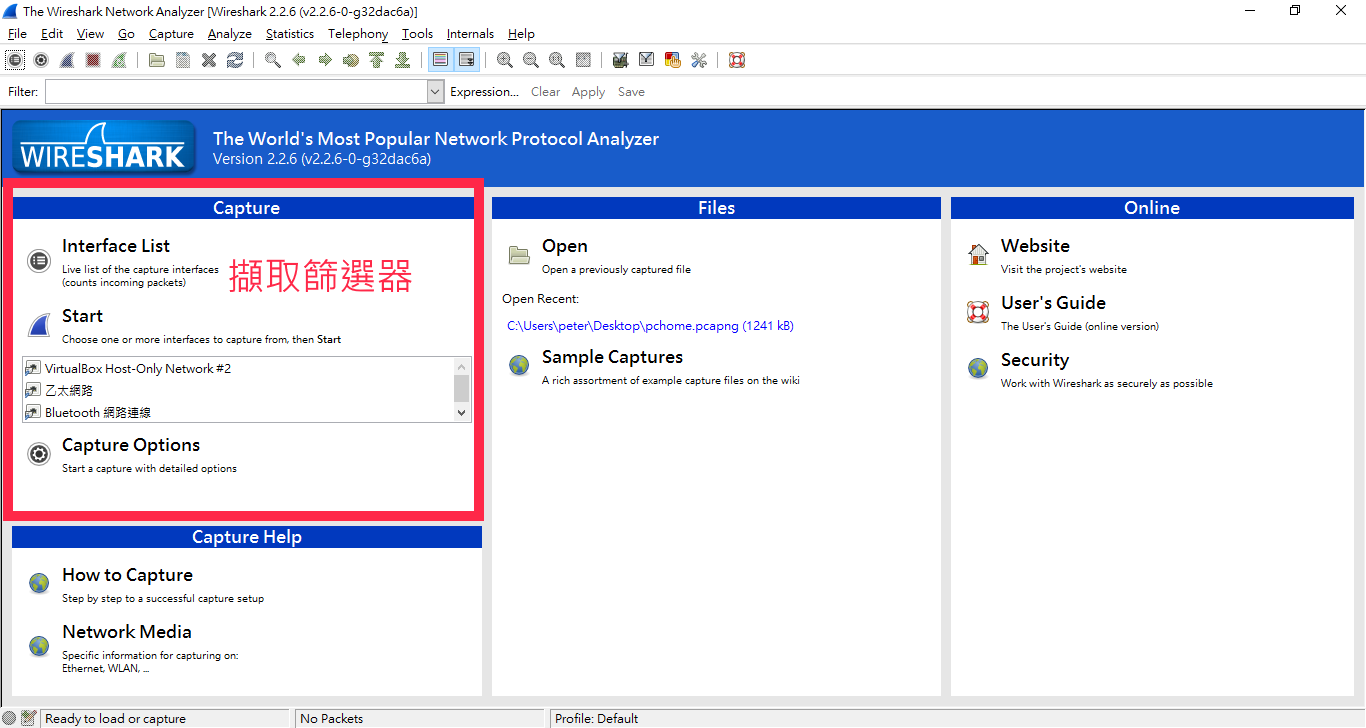 The Wireshark Network Analyzer [Wireshark 2.2.6 (v2.2.6-0-g32dac6a)]
File Edit View Go Capture Analyze Statistics Telephony Tools Internals Help
Filter: Expression... Clear Apply Save
WIRESHARK
The World's Most Popular Network Protocol Analyzer
Version 2.2.6 (v2.2.6-0-g32dac6a)
Capture
Interface List
Live list of the capture interfaces
(counts incoming packets)
擷取篩選器
Start
Choose one or more interfaces to capture from, then Start
VirtualBox Host-Only Network #2
乙太網路
Bluetooth 網路連線
Capture Options
Start a capture with detailed options
Capture Help
How to Capture
Step by step to a successful capture setup
Network Media
Specific information for capturing on:
Ethernet, WLAN, ...
Files
Open
Open a previously captured file
Open Recent:
C:\Users\peter\Desktop\pchome.pcapng (1241 kB)
Sample Captures
A rich assortment of example capture files on the wiki
Online
Website
Visit the project's website
User's Guide
The User's Guide (online version)
Security
Work with Wireshark as securely as possible
Ready to load or capture
No Packets
Profile: Default